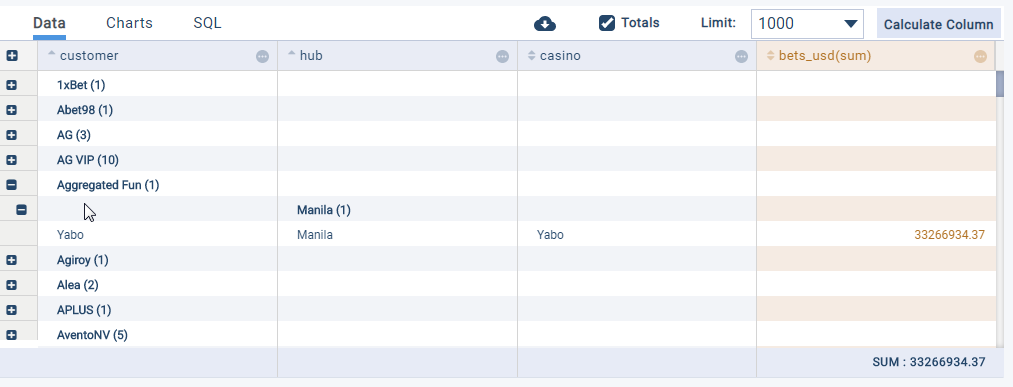 Data Charts SQL Totals Limit: 1000 Calculate Column
customer hub casino bets_usd(sum)
1xBet (1)
Abet98 (1)
AG (3)
AG VIP (10)
Aggregated Fun (1)
Manila (1)
Yabo Manila Yabo 33266934.37
Agiroy (1)
Alea (2)
APLUS (1)
AventoNV (5)
SUM : 33266934.37